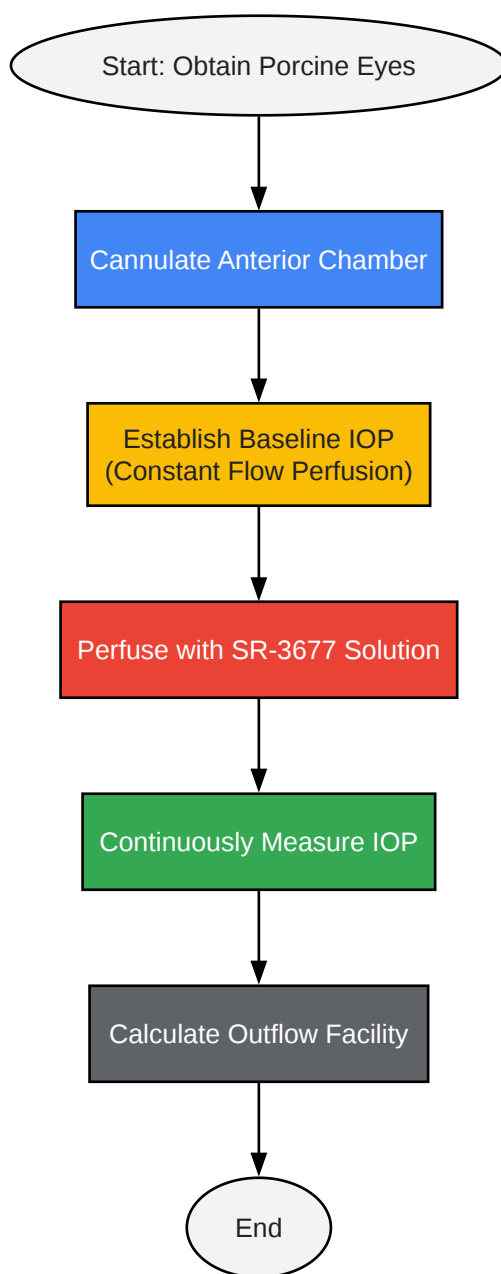 Start: Obtain Porcine Eyes
Cannulate Anterior Chamber
Establish Baseline IOP
(Constant Flow Perfusion)
Perfuse with SR-3677 Solution
Continuously Measure IOP
Calculate Outflow Facility
End